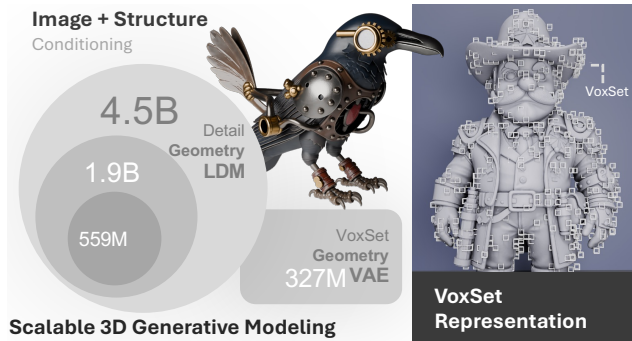 Image + Structure
Conditioning
4.5B
Detail
Geometry
LDM
1.9B
559M
VoxSet
Geometry
327M VAE
Scalable 3D Generative Modeling
VoxSet
VoxSet
Representation